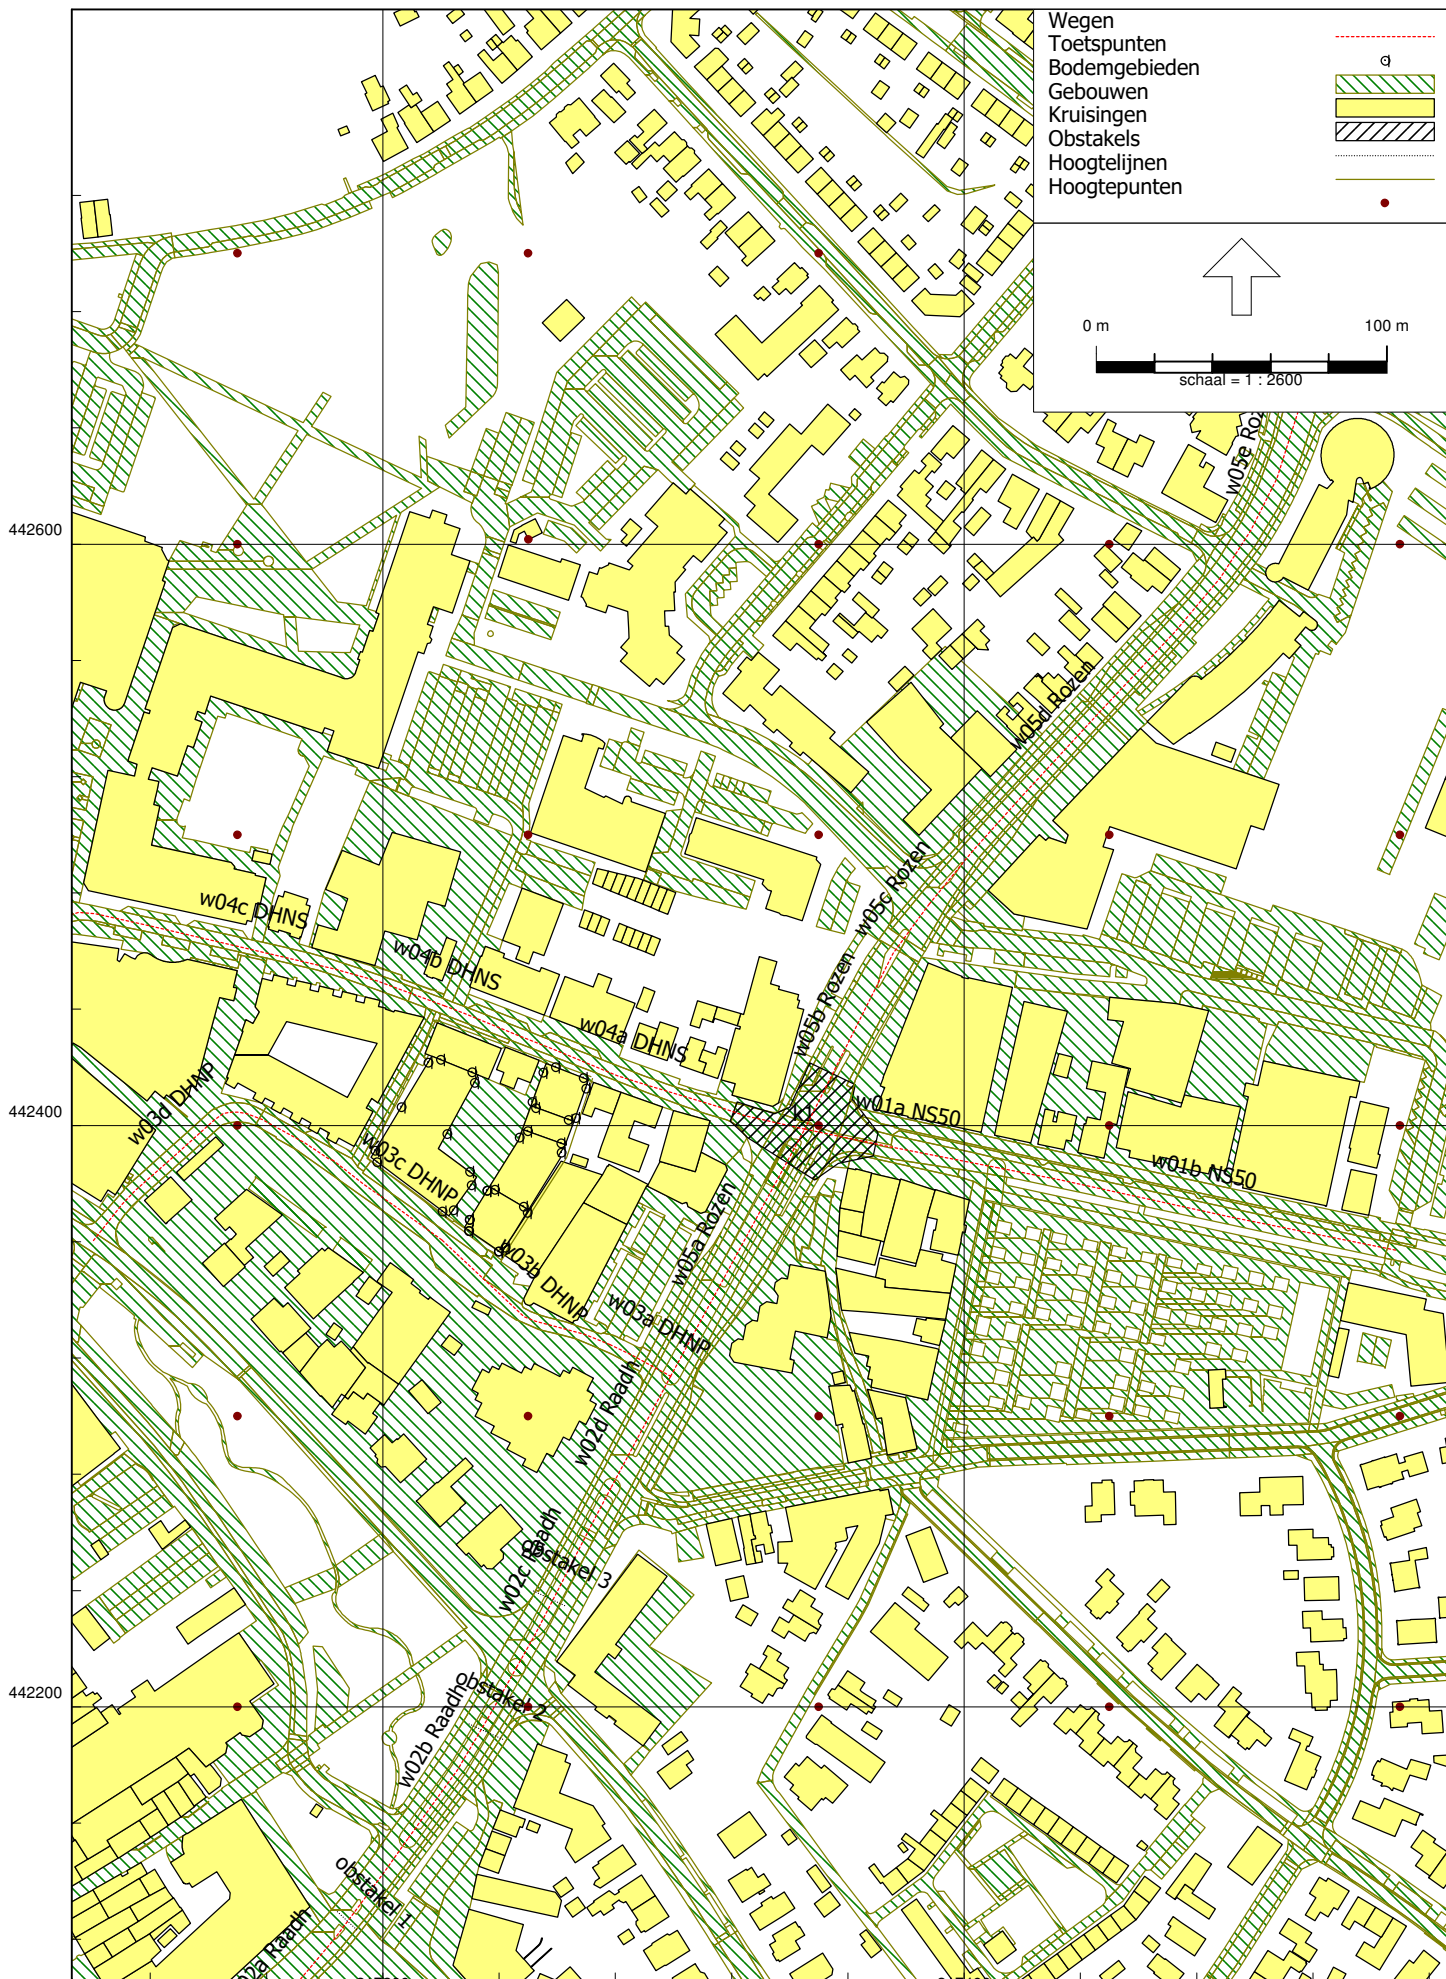 Wegen
Toetspunten
Bodemgebieden
Gebouwen
Kruisingen
Obstakels
Hoogtelijnen
Hoogtepunten
0 m
100 m
schaal = 1 : 2600
w05e
442600
w05d Rozen
w05c Rozen
w04c DHNS
w04b DHNS
w05b Rozen
w04a DHNS
442400
w03d DHNP
k1
w01a NS50
w03c DHNP
w01b NS50
w05a Rozen
w03b DHNP
w03a DHNP
w02d Raadh
w02c Raadh
obstakel 3
442200
obstakel 2
w02b Raadh
obstakel 1
Raadh